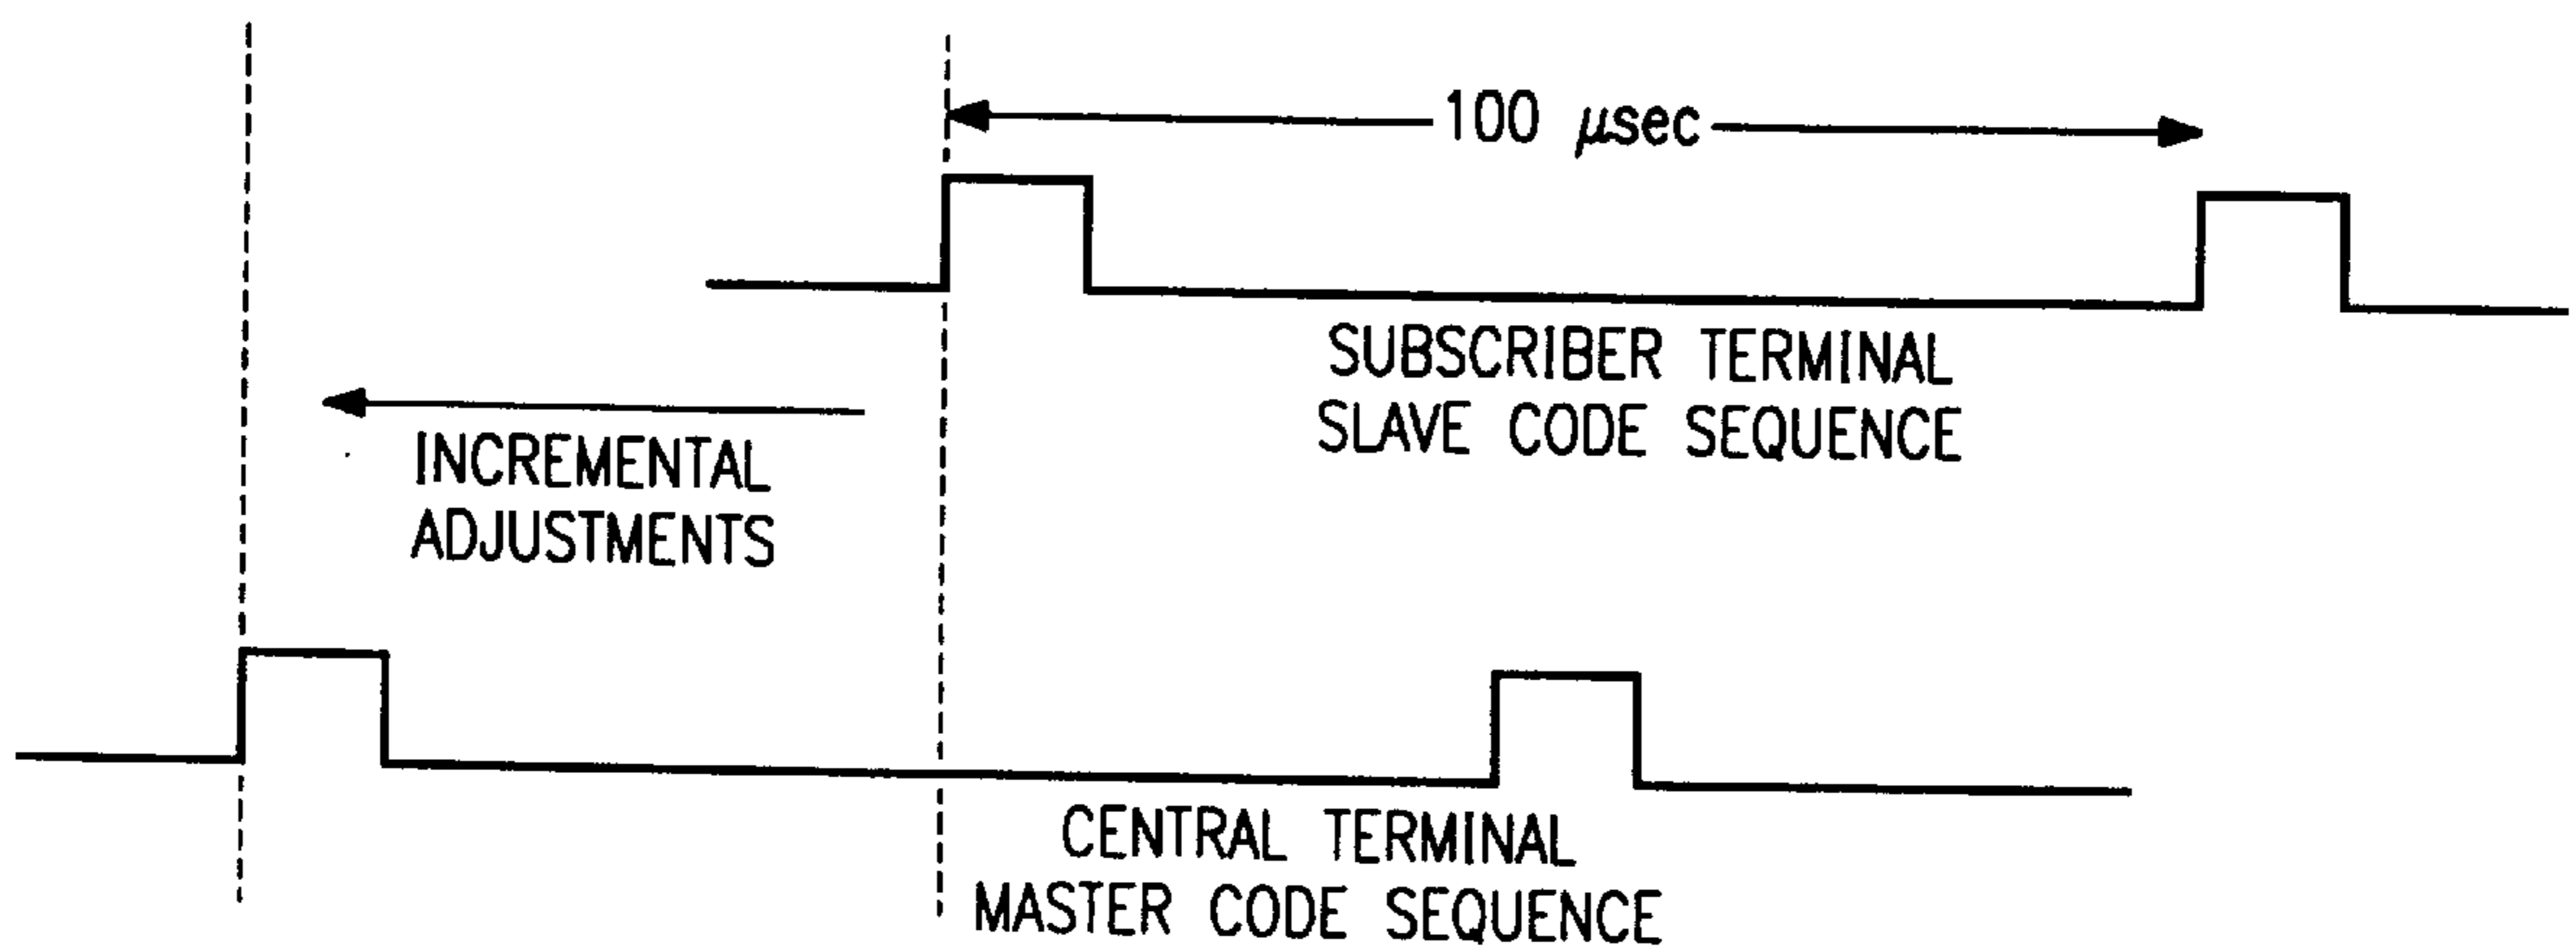 100 μsec
SUBSCRIBER TERMINAL
SLAVE CODE SEQUENCE
INCREMENTAL
ADJUSTMENTS
CENTRAL TERMINAL
MASTER CODE SEQUENCE